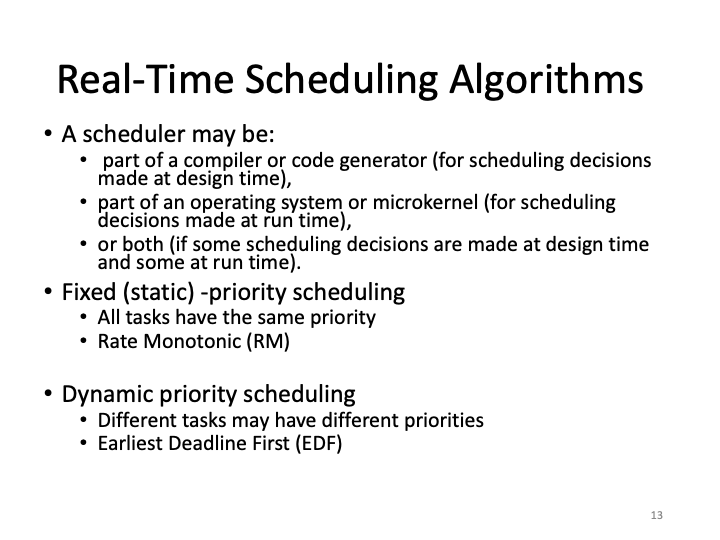 Real-Time Scheduling Algorithms
• A scheduler may be:
• part of a compiler or code generator (for scheduling decisions
made at design time),
• part of an operating system or microkernel (for scheduling
decisions made at run time),
• or both (if some scheduling decisions are made at design time
and some at run time).
• Fixed (static) -priority scheduling
• All tasks have the same priority
• Rate Monotonic (RM)
• Dynamic priority scheduling
• Different tasks may have different priorities
• Earliest Deadline First (EDF)
13